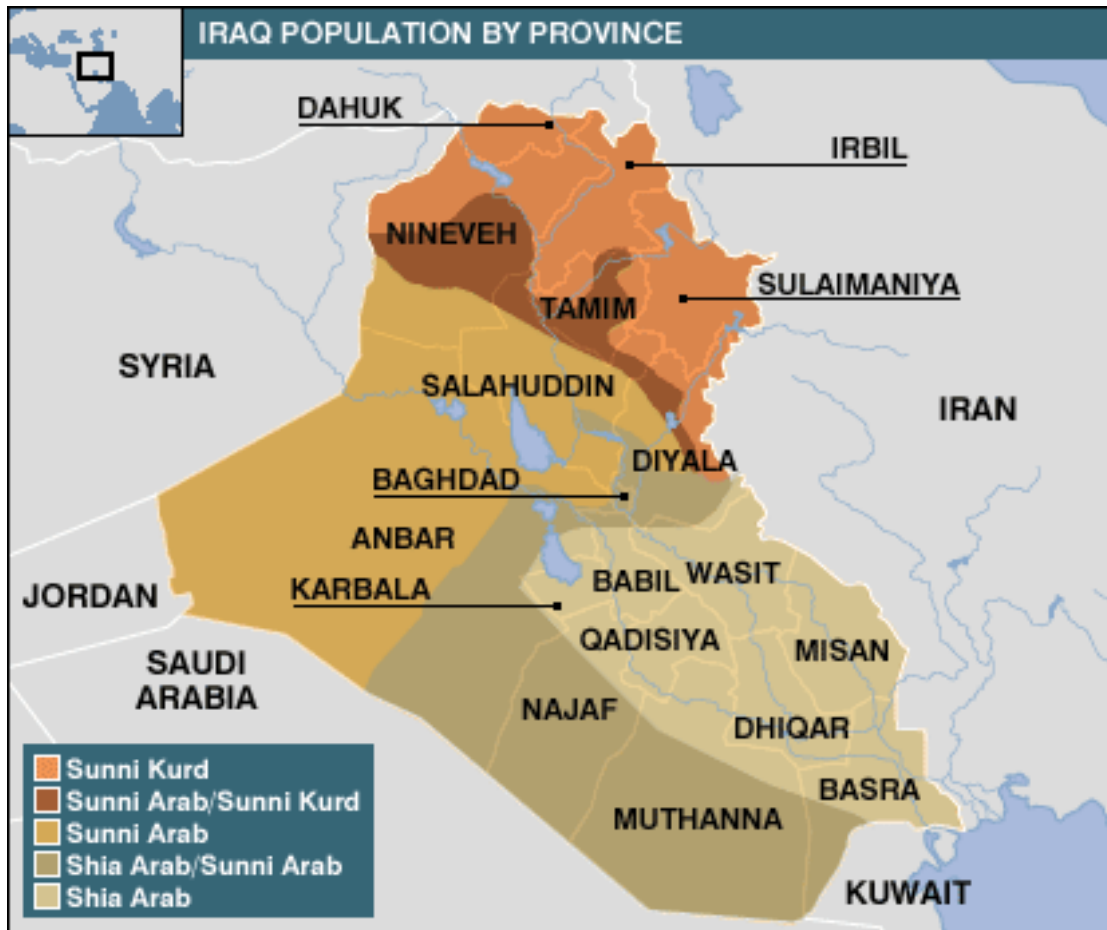 IRAQ POPULATION BY PROVINCE
DAHUK
IRBIL
NINEVEH
SULAIMANIYA
TAMIM
SYRIA
SALAHUDDIN
IRAN
DIYALA
BAGHDAD
ANBAR
BABIL
WASIT
KARBALA
JORDAN
QADISIYA
MISAN
SAUDI
ARABIA
NAJAF
DHIQAR
BASRA
MUTHANNA
KUWAIT
Sunni Kurd
Sunni Arab/Sunni Kurd
Sunni Arab
Shia Arab/Sunni Arab
Shia Arab